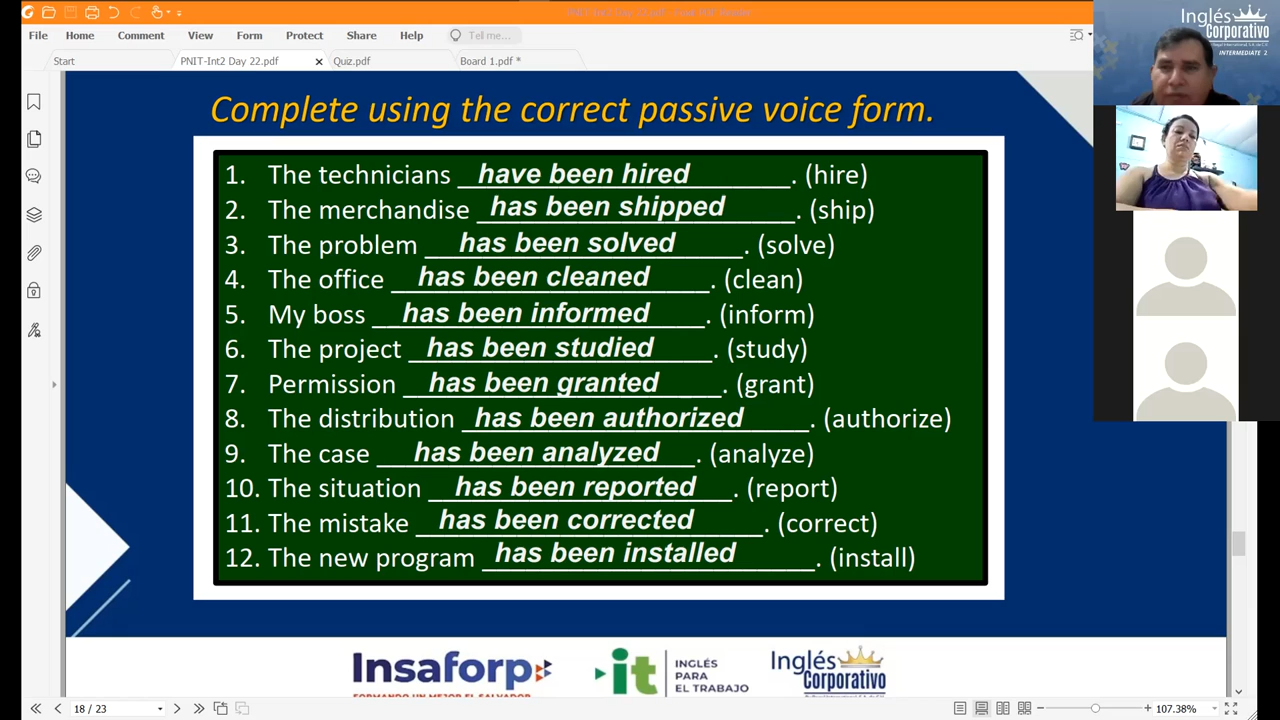 File Home Comment View Form Protect Share Help Tell me...
Start PNIT-Int2 Day 22.pdf Quiz.pdf Board 1.pdf *
Inglés
Corporativo
INTERMEDIATE 2
Complete using the correct passive voice form.
1. The technicians have been hired. (hire)
2. The merchandise has been shipped. (ship)
3. The problem has been solved. (solve)
4. The office has been cleaned. (clean)
5. My boss has been informed. (inform)
6. The project has been studied. (study)
7. Permission has been granted. (grant)
8. The distribution has been authorized. (authorize)
9. The case has been analyzed. (analyze)
10. The situation has been reported. (report)
11. The mistake has been corrected. (correct)
12. The new program has been installed. (install)
Insaforp
FORMANDO UN MEJOR EL SALVADOR
it
INGLÉS
PARA
EL TRABAJO
Inglés
Corporativo
18 / 23
107.38%